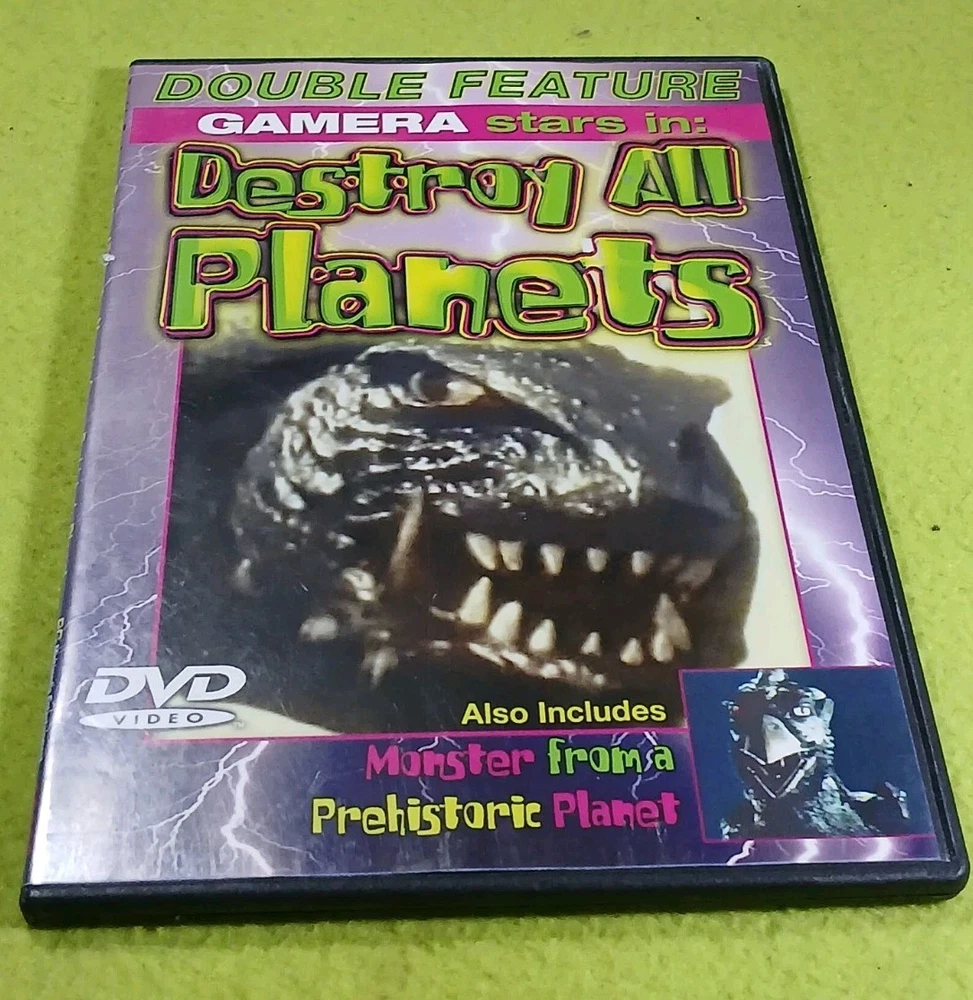 DOUBLE FEATURE
GAMERA stars in:
Destroy All
Planets
DVD
VIDEO
Also Includes
Monster from a
Prehistoric Planet